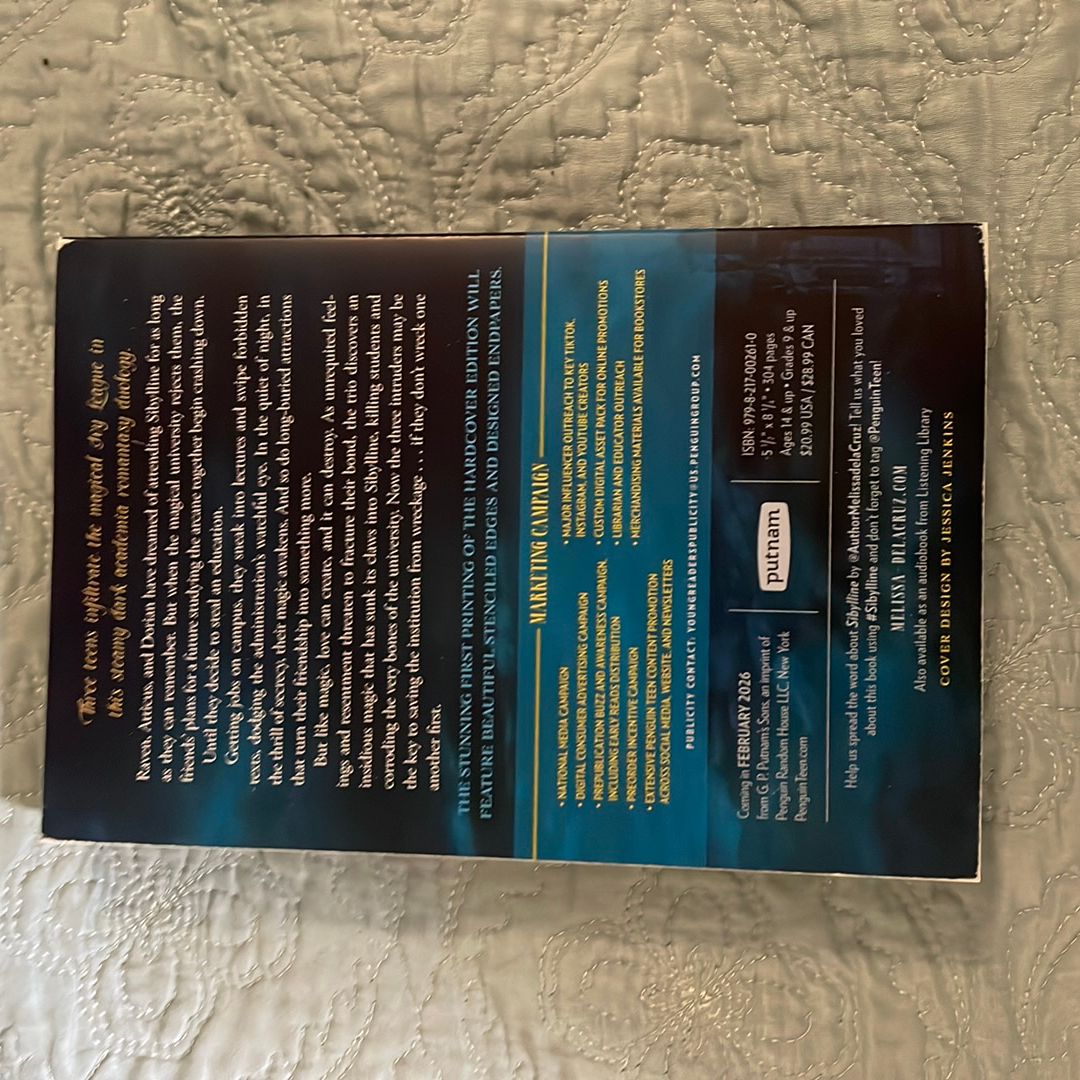 Three teens infiltrate the magical Ivy League in
this steamy dark academia romantasy duology.
Raven, Atticus and Dorian have dreamed of attending Sibylline for as long
as they can remember. But when the magical university rejects them, the
friends' plans for a future studying the arcane together begin crashing down.
Until they decide to steal an education.
Getting jobs on campus, they sneak into lectures and swipe forbidden
texts, dodging the administration's watchful eye. In the quiet of night, in
the thrill of secrecy, their magic awakens. And so do long-buried attractions
that turn their friendship into something more.
But like magic, love can create, and it can destroy. As unrequited feel-
ings and resentment threaten to fracture their bond, the trio discovers an
insidious magic that has sunk its claws into Sibylline, killing students and
corroding the very bones of the university. Now the three intruders may be
the key to saving the institution from wreckage . . . if they don't wreck one
another first.
THE STUNNING FIRST PRINTING OF THE HARDCOVER EDITION WILL
FEATURE BEAUTIFUL STENCILED EDGES AND DESIGNED ENDPAPERS.
MARKETING CAMPAIGN
• NATIONAL MEDIA CAMPAIGN
• DIGITAL CONSUMER ADVERTISING CAMPAIGN
• PREPUBLICATION BUZZ AND AWARENESS CAMPAIGN,
INCLUDING EARLY READS DISTRIBUTION
• PREORDER INCENTIVE CAMPAIGN
• EXTENSIVE PENGUIN TEEN CONTENT PROMOTION
ACROSS SOCIAL MEDIA, WEBSITE, AND NEWSLETTERS
• MAJOR INFLUENCER OUTREACH TO KEY TIKTOK,
INSTAGRAM, AND YOUTUBE CREATORS
• CUSTOM DIGITAL ASSET PACK FOR ONLINE PROMOTIONS
• LIBRARIAN AND EDUCATOR OUTREACH
• MERCHANDISING MATERIALS AVAILABLE FOR BOOKSTORES
PUBLICITY CONTACT: YOUNGREADERSPUBLICITY@US.PENGUINGROUP.COM
Coming in FEBRUARY 2026
from G. P. Putnam's Sons, an imprint of
Penguin Random House LLC, New York
PenguinTeen.com
putnam
ISBN: 979-8-217-00261-0
5 1/2" x 8 1/4" • 304 pages
Ages 14 & up • Grades 9 & up
$20.99 USA / $28.99 CAN
Help us spread the word about Sibylline by @AuthorMelissadelaCruz! Tell us what you loved
about this book using #Sibylline and don't forget to tag @PenguinTeen!
MELISSA-DELACRUZ.COM
Also available as an audiobook from Listening Library
COVER DESIGN BY JESSICA JENKINS